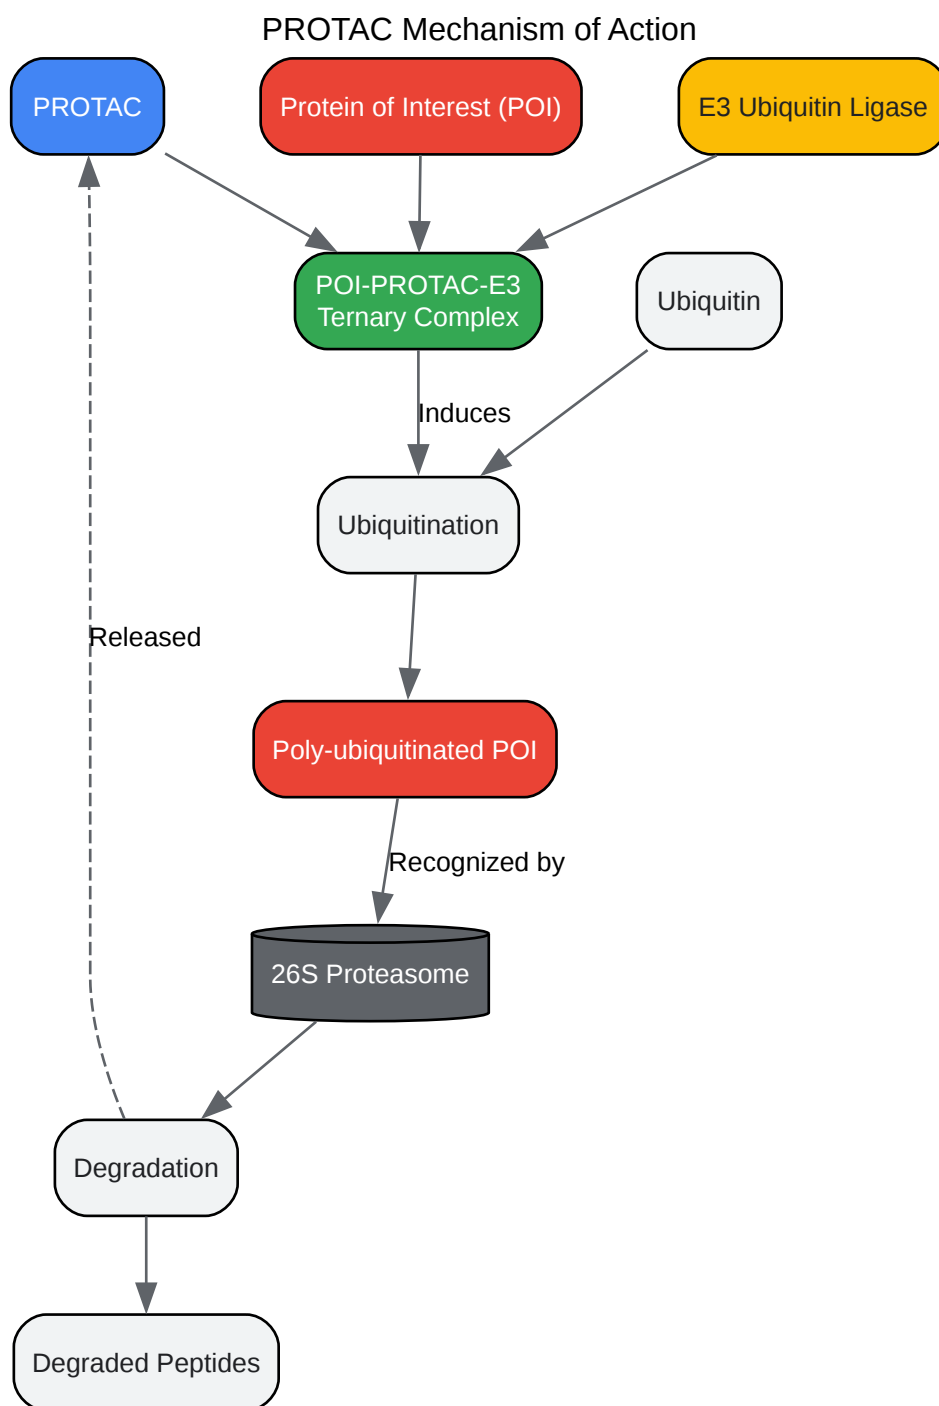 PROTAC Mechanism of Action
PROTAC
Protein of Interest (POI)
E3 Ubiquitin Ligase
POI-PROTAC-E3
Ternary Complex
Ubiquitin
Induces
Ubiquitination
Released
Poly-ubiquitinated POI
Recognized by
26S Proteasome
Degradation
Degraded Peptides